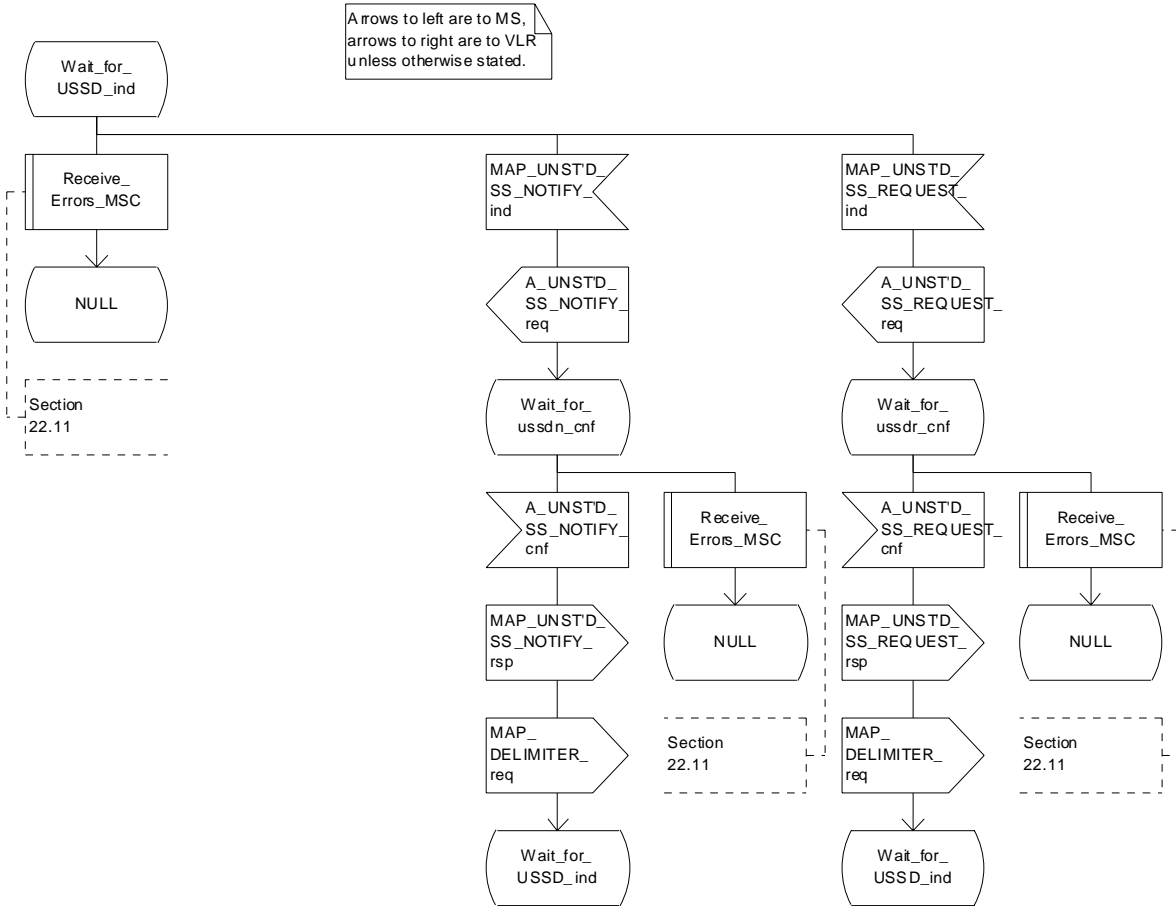 Arrows to left are to MS,
arrows to right are to VLR
unless otherwise stated.
Wait_for_
USSD_ind
Receive_
Errors_MSC
NULL
Section
22.11
MAP_UNST'D_
SS_NOTIFY_
ind
A_UNST'D_
SS_NOTIFY_
req
Wait_for_
ussdn_cnf
A_UNST'D_
SS_NOTIFY_
cnf
MAP_UNST'D_
SS_NOTIFY_
rsp
MAP_
DELIMITER_
req
Wait_for_
USSD_ind
Receive_
Errors_MSC
NULL
Section
22.11
MAP_UNST'D_
SS_REQUEST_
ind
A_UNST'D_
SS_REQUEST_
req
Wait_for_
ussdr_cnf
A_UNST'D_
SS_REQUEST_
cnf
MAP_UNST'D_
SS_REQUEST_
rsp
MAP_
DELIMITER_
req
Wait_for_
USSD_ind
Receive_
Errors_MSC
NULL
Section
22.11